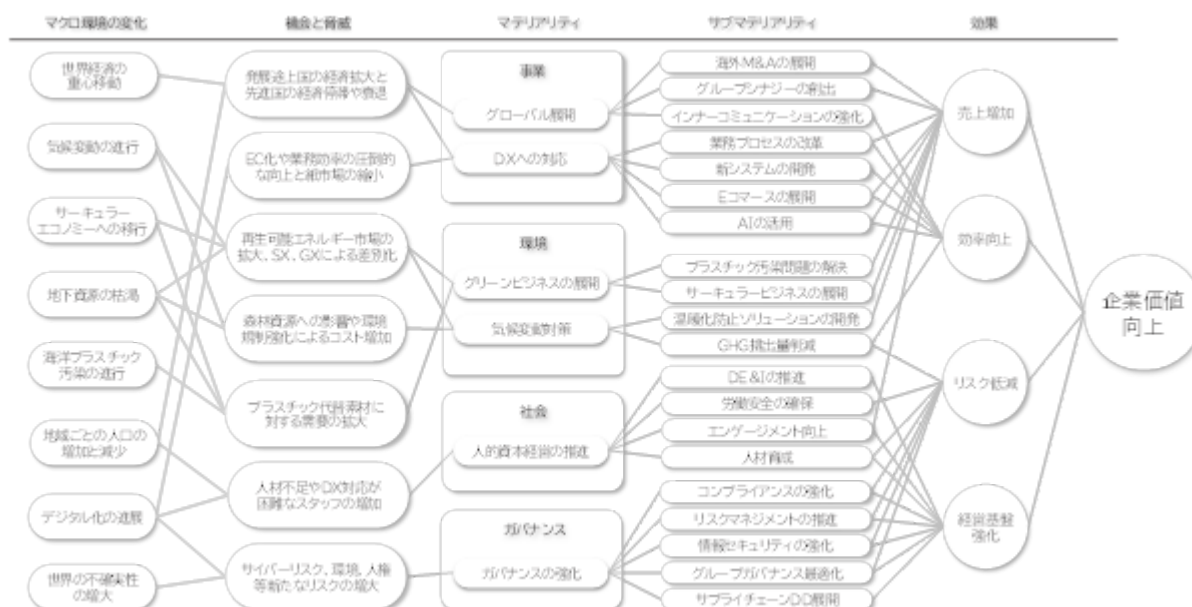 マクロ環境の変化
機会と脅威
マテリアリティ
サブマテリアリティ
効果
世界経済の
重心移動
気候変動の進行
サーキュラー
エコノミーへの移行
地下資源の枯渇
海洋プラスチック
汚染の進行
地域ごとの人口の
増加と減少
デジタル化の進展
世界の不確実性
の増大
発展途上国の経済拡大と
先進国の経済停滞や衰退
EC化や業務効率の圧倒的
な向上と紙市場の縮小
再生可能エネルギー市場の
拡大、SX、GXによる差別化
森林資源への影響や環境
規制強化によるコスト増加
プラスチック代替素材に
対する需要の拡大
人材不足やDX対応が
困難なスタッフの増加
サイバーリスク、環境、人権
等新たなリスクの増大
事業
グローバル展開
DXへの対応
環境
グリーンビジネスの展開
気候変動対策
社会
人的資本経営の推進
ガバナンス
ガバナンスの強化
海外M&Aの展開
グループシナジーの創出
インナーコミュニケーションの強化
業務プロセスの改革
新システムの開発
Eコマースの展開
AIの活用
プラスチック汚染問題の解決
サーキュラービジネスの展開
温暖化防止ソリューションの開発
GHG排出量削減
DE&Iの推進
労働安全の確保
エンゲージメント向上
人材育成
コンプライアンスの強化
リスクマネジメントの推進
情報セキュリティの強化
グループガバナンス最適化
サプライチェーンDD展開
売上増加
効率向上
リスク低減
経営基盤
強化
企業価値
向上